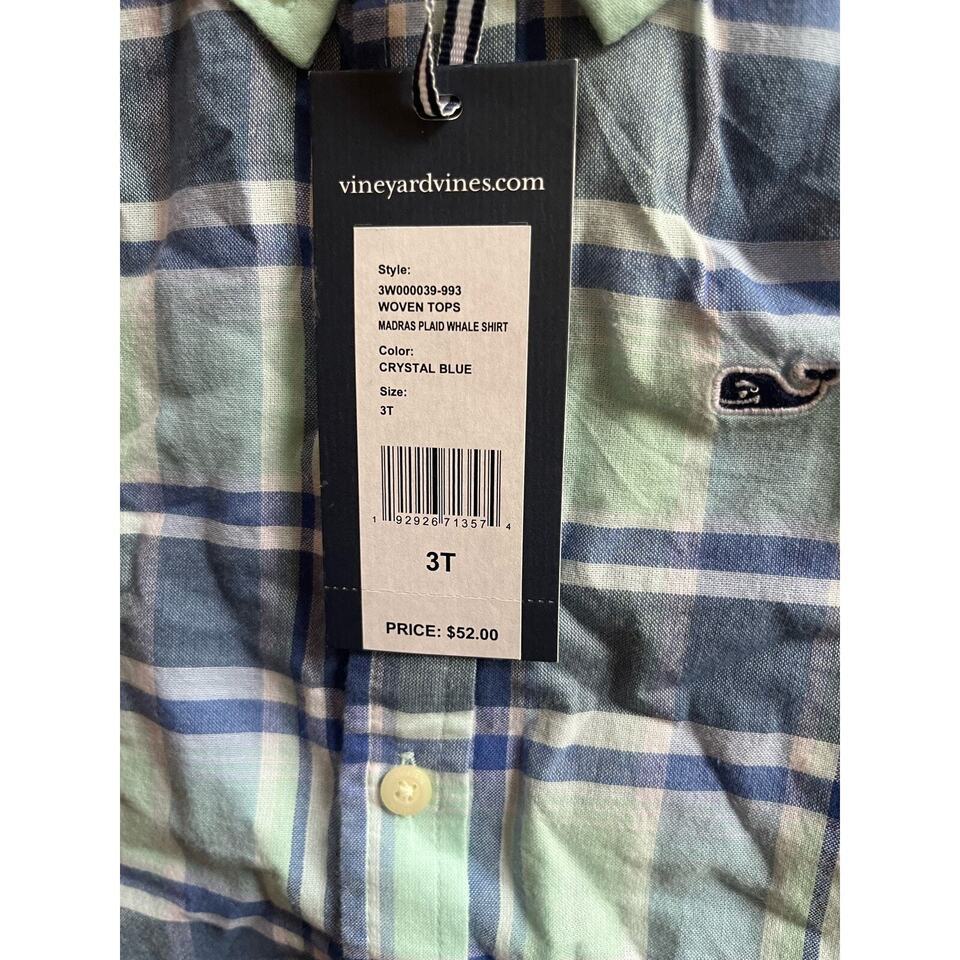 vineyardvines.com
Style:
3W000039-993
WOVEN TOPS
MADRAS PLAID WHALE SHIRT
Color:
CRYSTAL BLUE
Size:
3T
1 92926 71357 4
3T
PRICE: $52.00